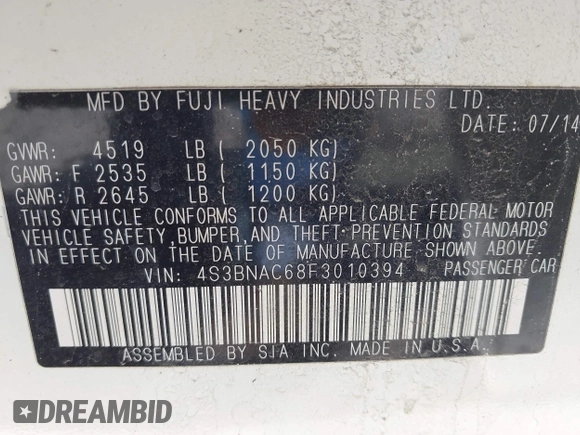 MFD BY FUJI HEAVY INDUSTRIES LTD.
DATE: 07/14
GVWR: 4519 LB ( 2050 KG)
GAWR: F 2535 LB ( 1150 KG)
GAWR: R 2645 LB ( 1200 KG)
THIS VEHICLE CONFORMS TO ALL APPLICABLE FEDERAL MOTOR
VEHICLE SAFETY, BUMPER, AND THEFT-PREVENTION STANDARDS
IN EFFECT ON THE DATE OF MANUFACTURE SHOWN ABOVE.
VIN: 4S3BNAC68F3010394 PASSENGER CAR
ASSEMBLED BY SIA INC. MADE IN U.S.A.
DREAMBID